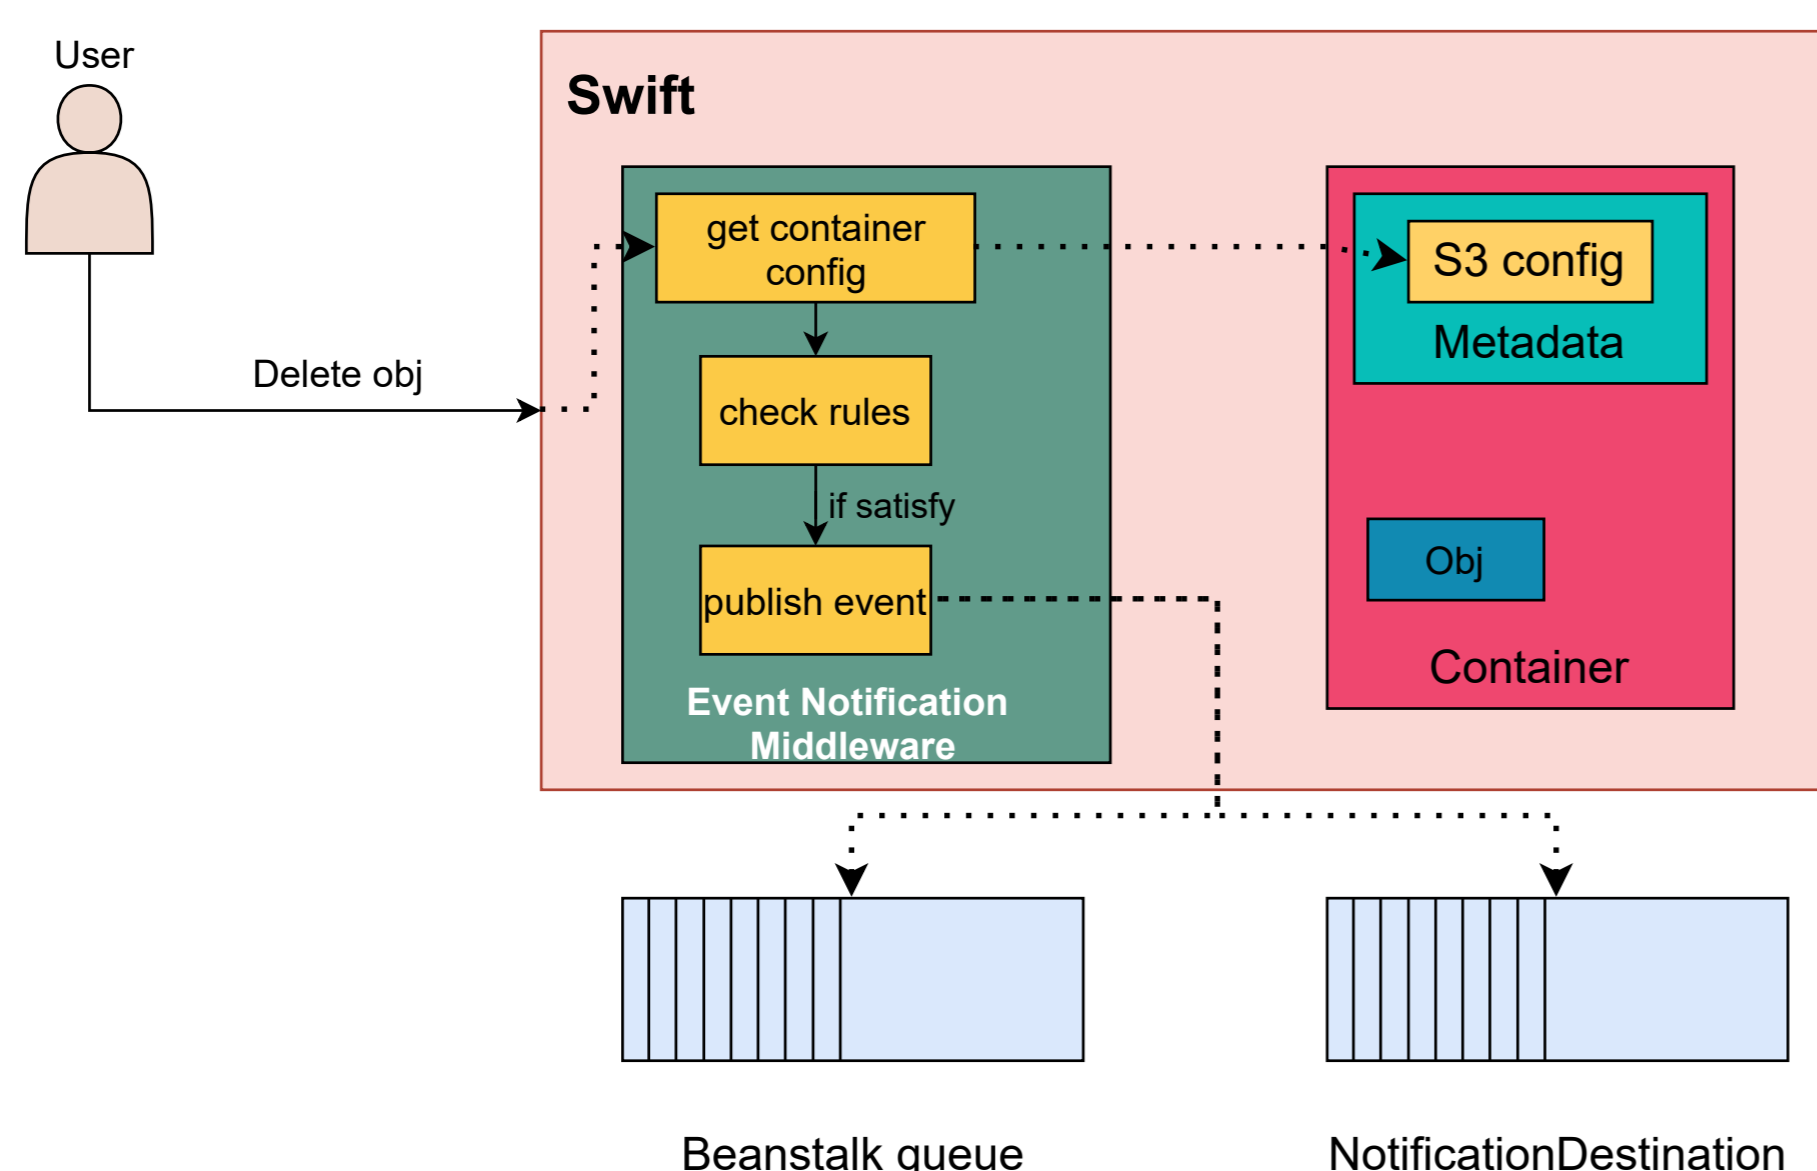 User
Swift
get container
config
S3 config
Metadata
Delete obj
check rules
if satisfy
Obj
publish event
Container
Event Notification
Middleware
Beanstalk queue
NotificationDestination